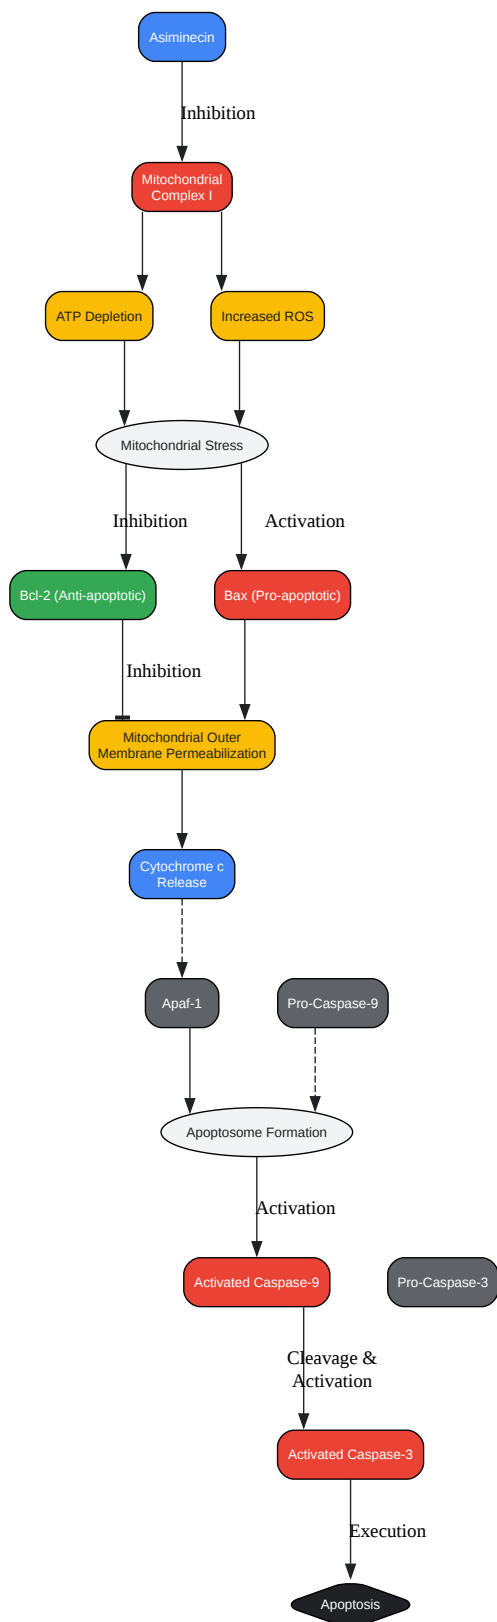 Asiminecin
Inhibition
Mitochondrial
Complex I
ATP Depletion
Increased ROS
Mitochondrial Stress
Inhibition
Activation
Bcl-2 (Anti-apoptotic)
Bax (Pro-apoptotic)
Inhibition
Mitochondrial Outer
Membrane Permeabilization
Cytochrome c
Release
Apaf-1
Pro-Caspase-9
Apoptosome Formation
Activation
Activated Caspase-9
Pro-Caspase-3
Cleavage &
Activation
Activated Caspase-3
Execution
Apoptosis